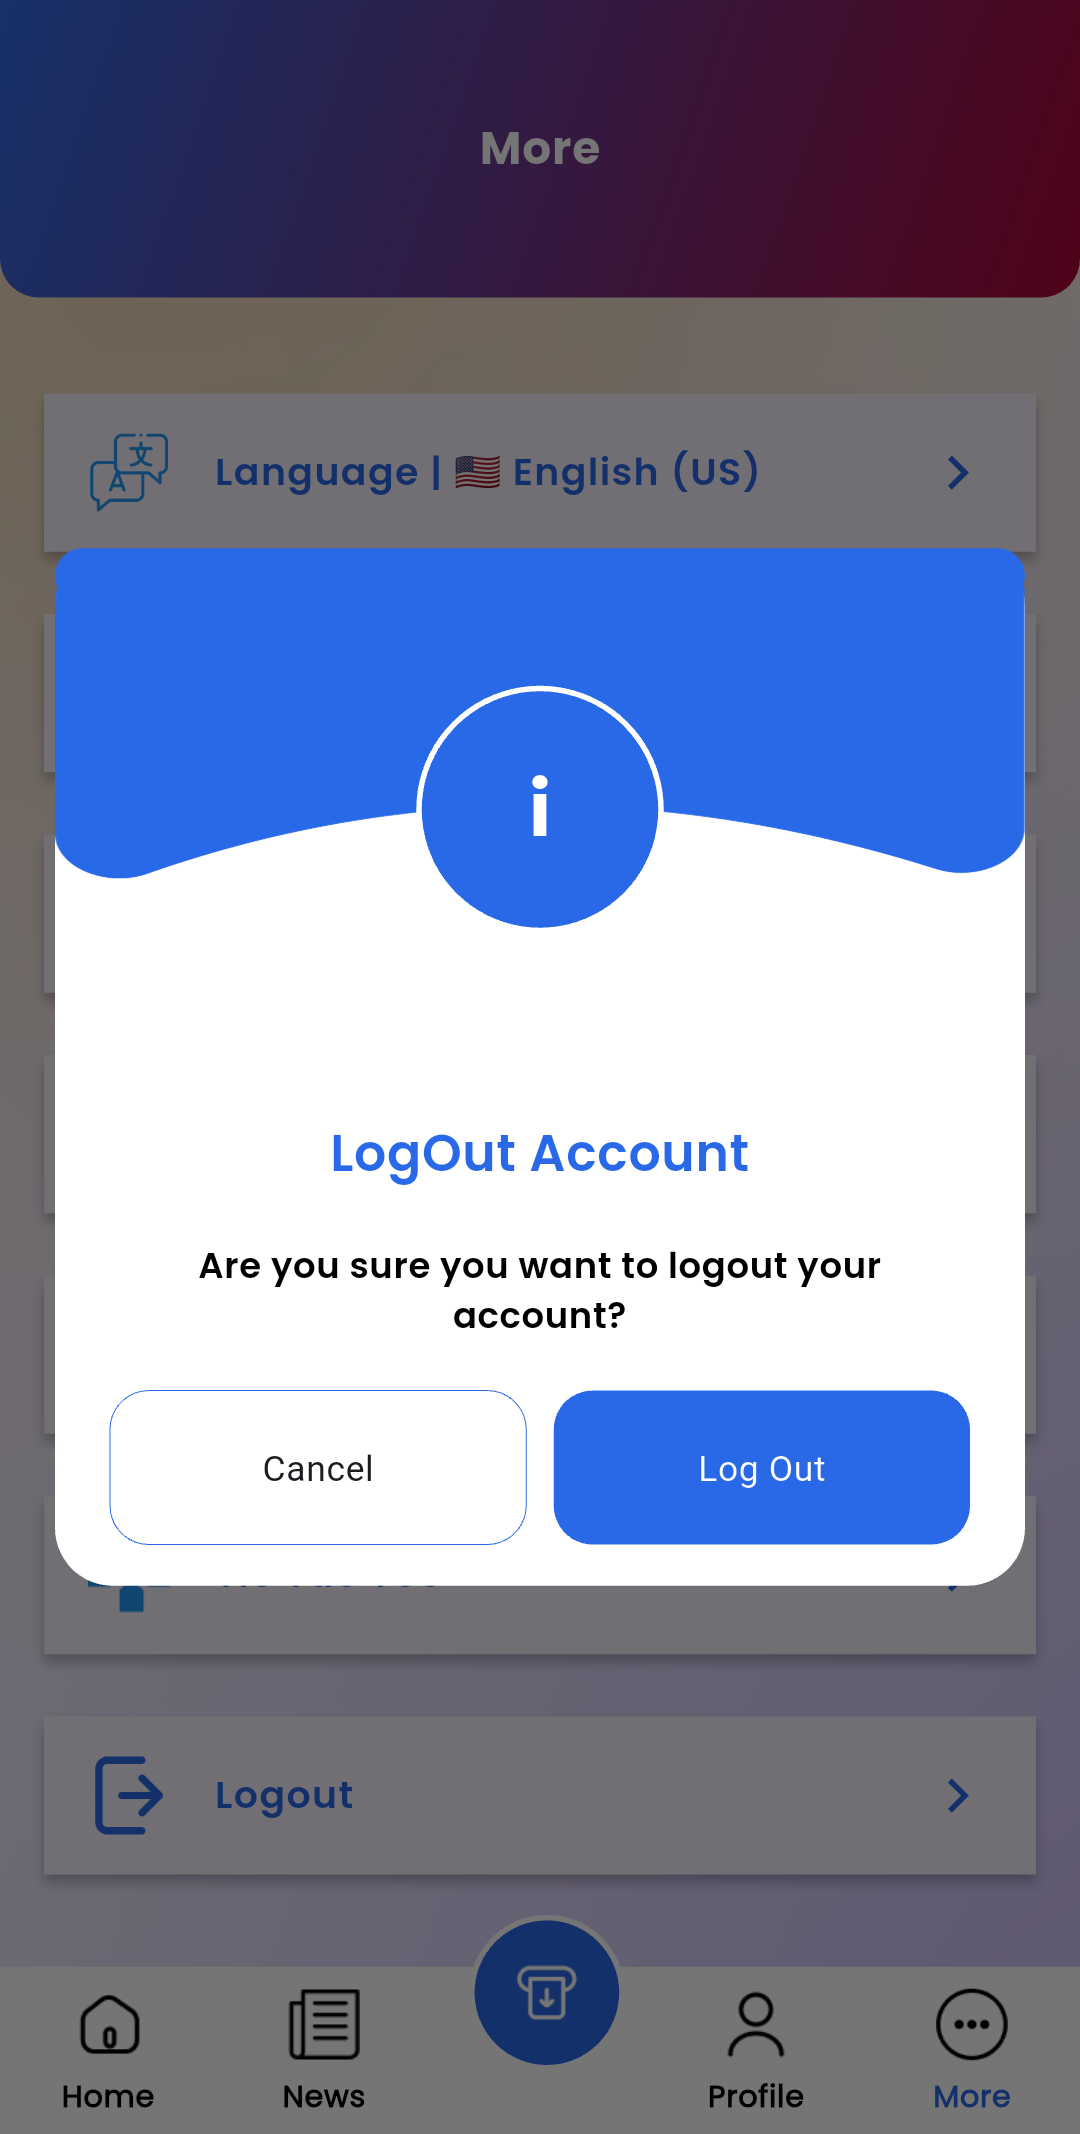 More
Language | 🇺🇸 English (US)
i
LogOut Account
Are you sure you want to logout your
account?
Cancel
Log Out
Logout
Home
News
Profile
More